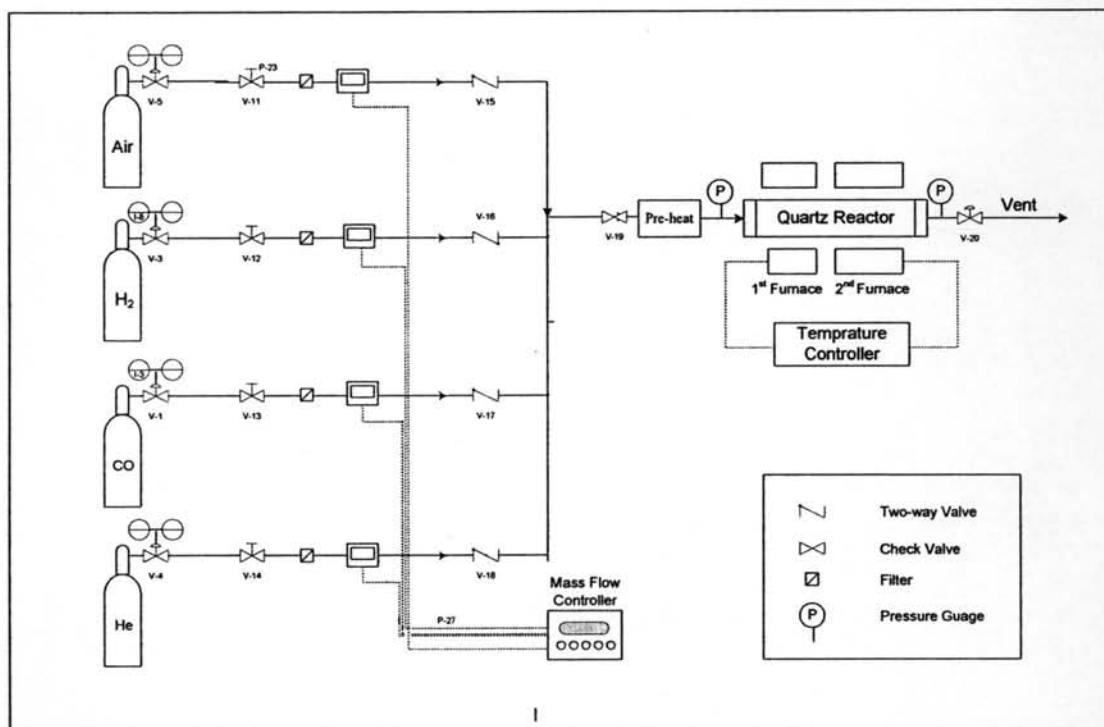 P-23
V-5
V-11
V-15
Air
I-8
V-3
V-12
V-16
H2
V-19
Pre-heat
P
Quartz Reactor
P
Vent
V-20
1st Furnace
2nd Furnace
Temprature
Controller
I-3
V-1
V-13
V-17
CO
V-4
V-14
V-18
He
P-27
Mass Flow
Controller
Two-way Valve
Check Valve
Filter
P
Pressure Guage
I